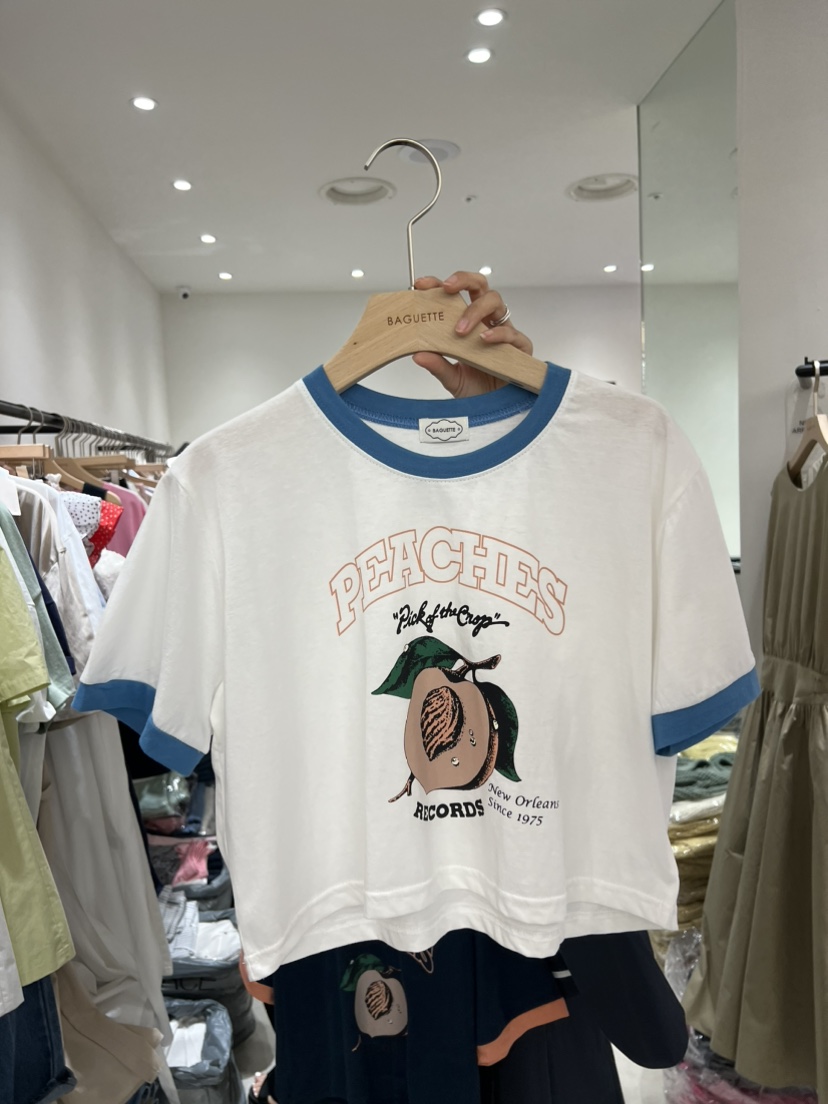 BAGUETTE
BAGUETTE
PEACHES
"Pick of the Crop"
RECORDS
New Orleans
Since 1975